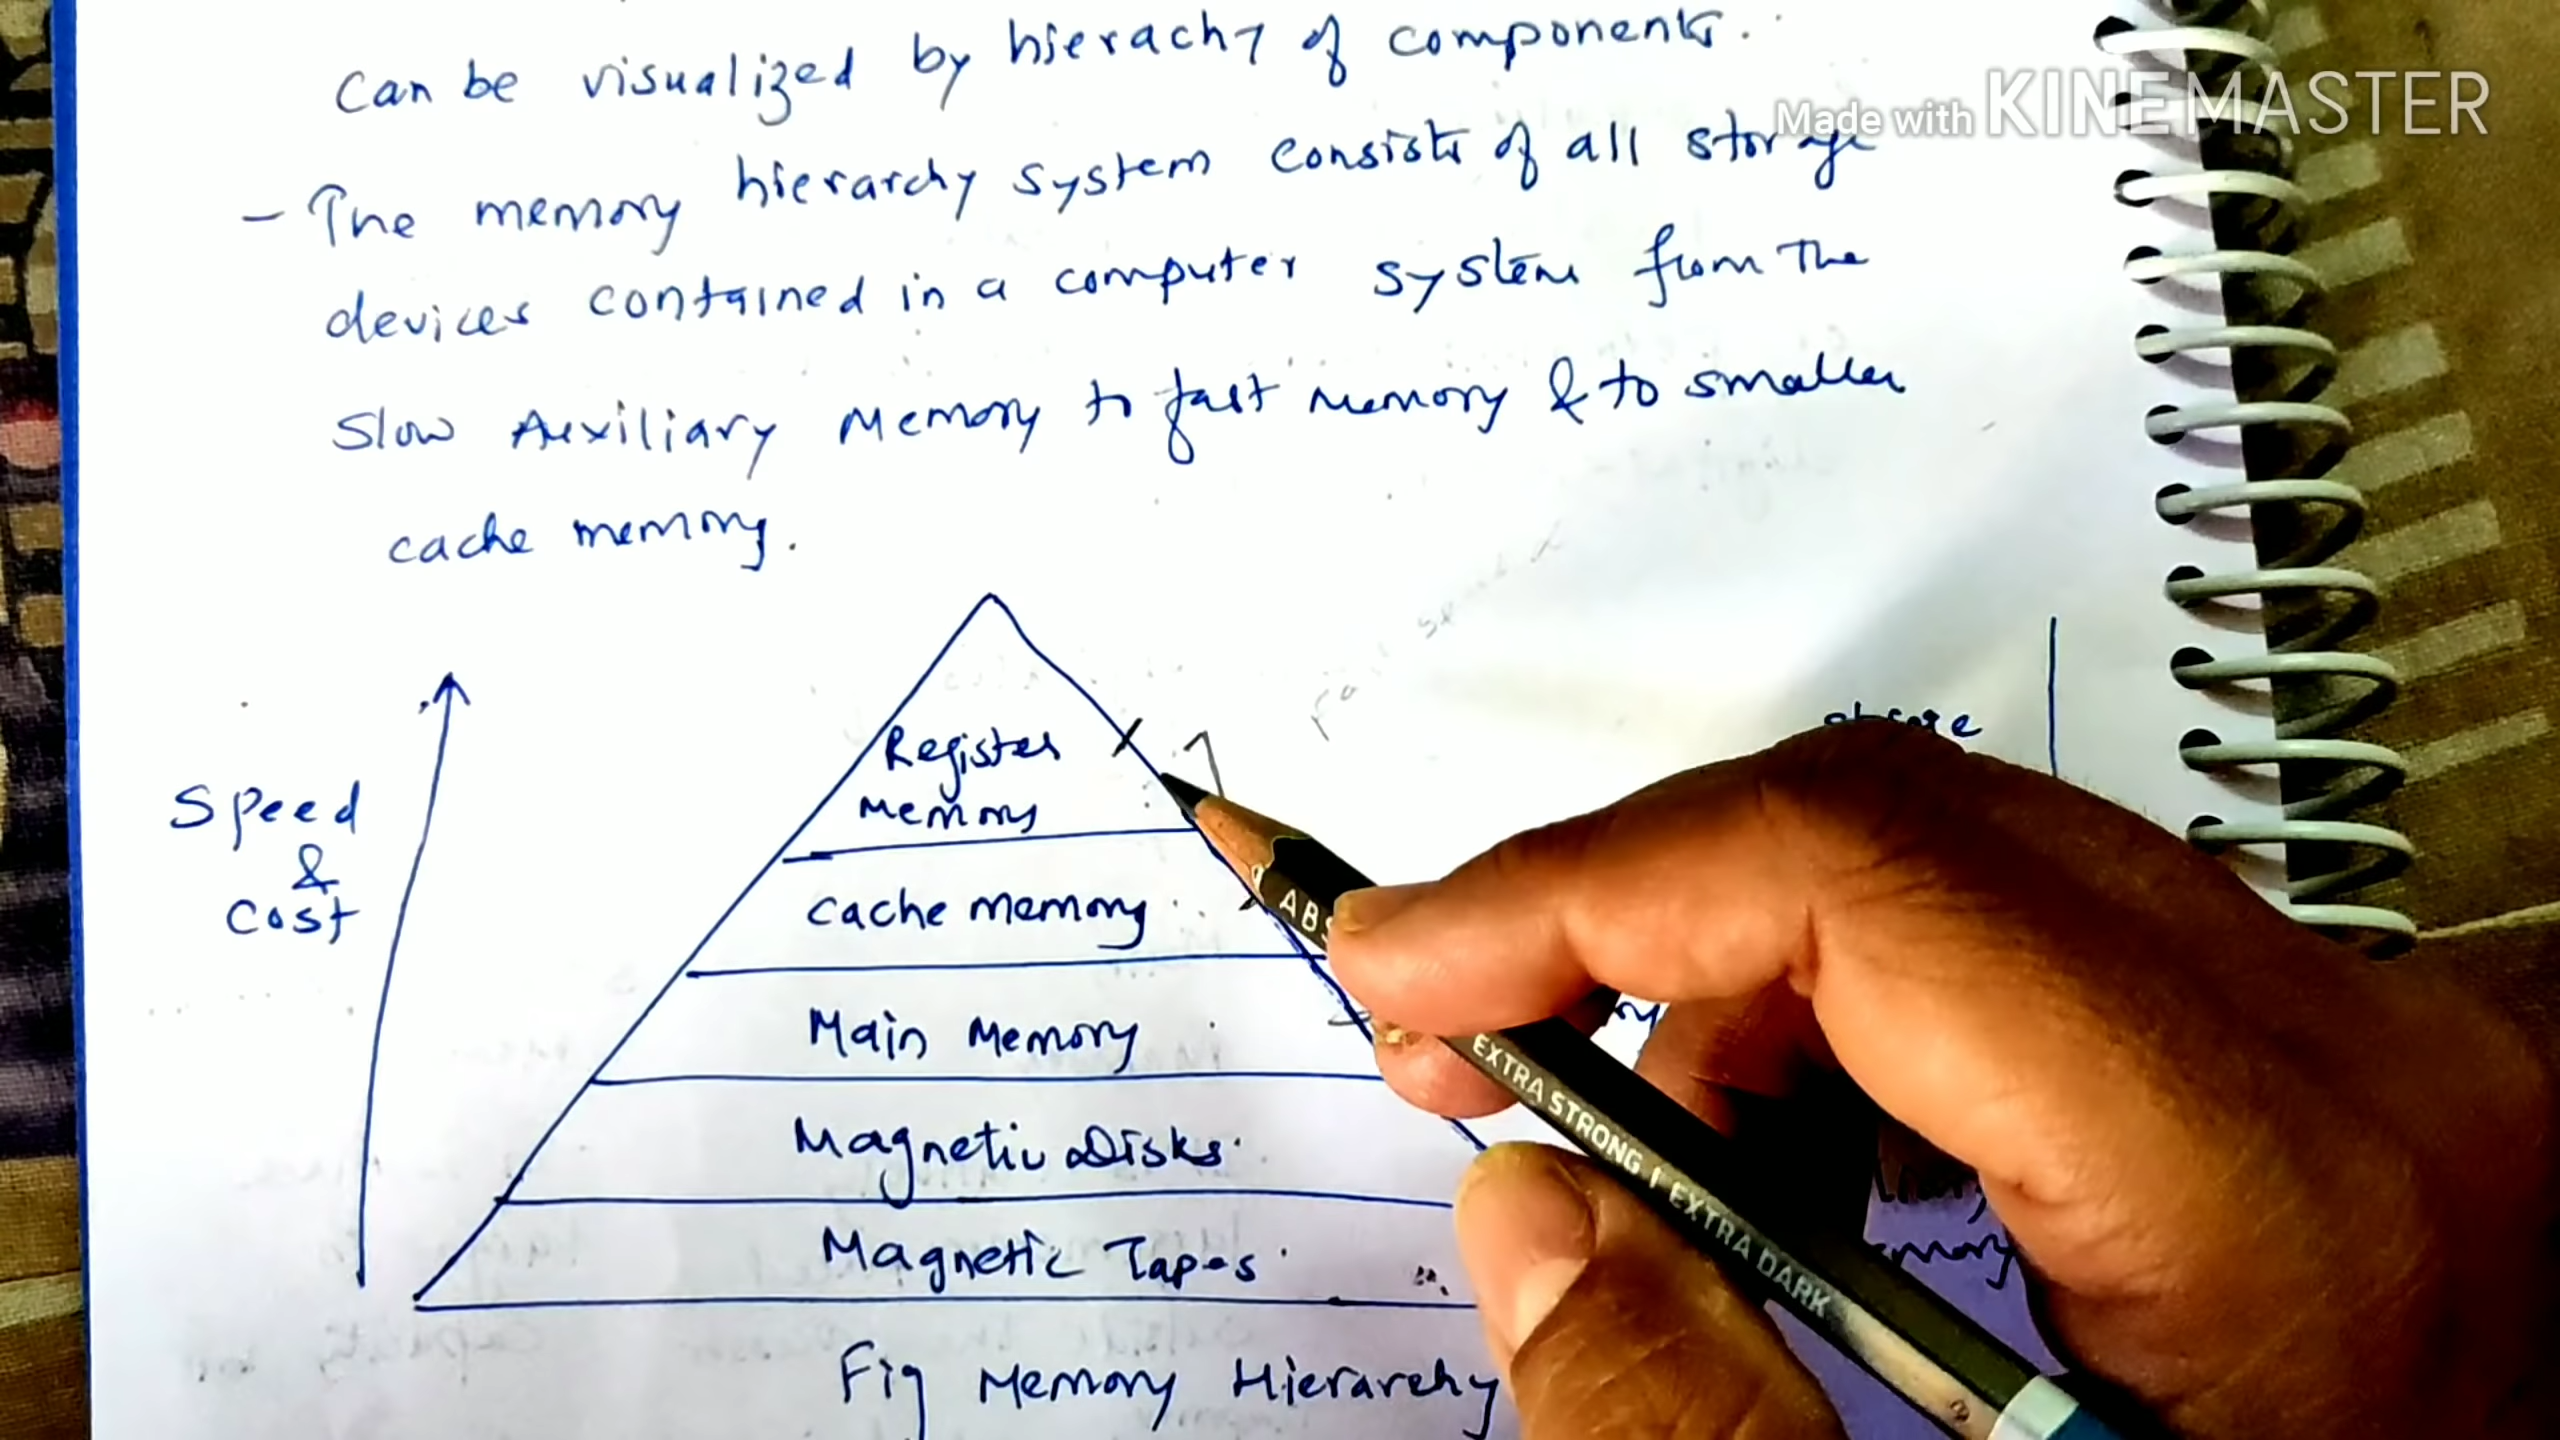 can be visualized by hierachy of components.
Made with KINEMASTER
- The memory hierarchy system consists of all storage
devices contained in a computer system from the
slow Auxiliary Memory to fast memory & to smaller
cache memory.
Speed
&
Cost
Register
memory
Cache memory
Main Memory
Magnetic Disks
Magnetic Tapes
Fig Memory Hierarchy
ABS
EXTRA STRONG | EXTRA DARK